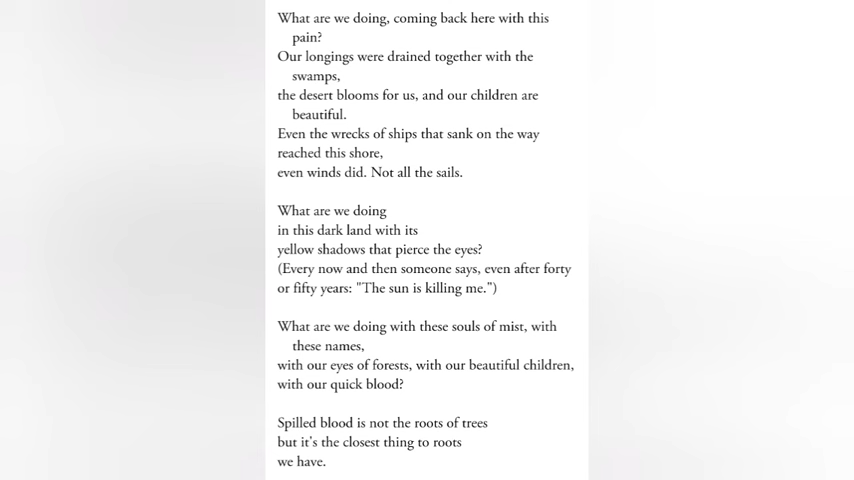 What are we doing, coming back here with this
pain?
Our longings were drained together with the
swamps,
the desert blooms for us, and our children are
beautiful.
Even the wrecks of ships that sank on the way
reached this shore,
even winds did. Not all the sails.
What are we doing
in this dark land with its
yellow shadows that pierce the eyes?
(Every now and then someone says, even after forty
or fifty years: "The sun is killing me.")
What are we doing with these souls of mist, with
these names,
with our eyes of forests, with our beautiful children,
with our quick blood?
Spilled blood is not the roots of trees
but it's the closest thing to roots
we have.